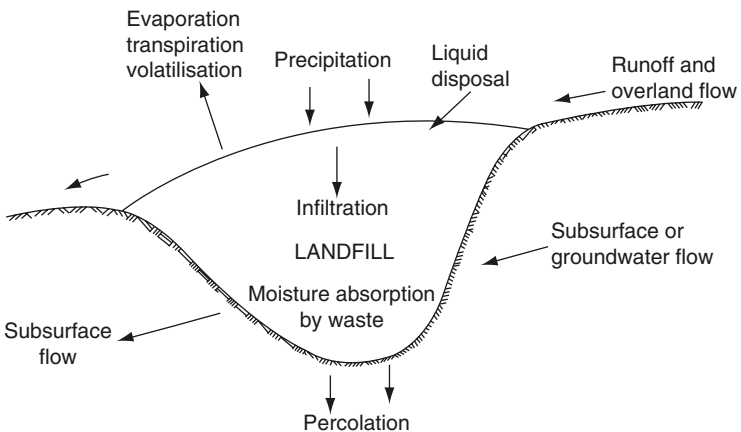 Evaporation
transpiration
volatilisation
Precipitation
Liquid
disposal
Runoff and
overland flow
Infiltration
LANDFILL
Moisture absorption
by waste
Subsurface or
groundwater flow
Subsurface
flow
Percolation